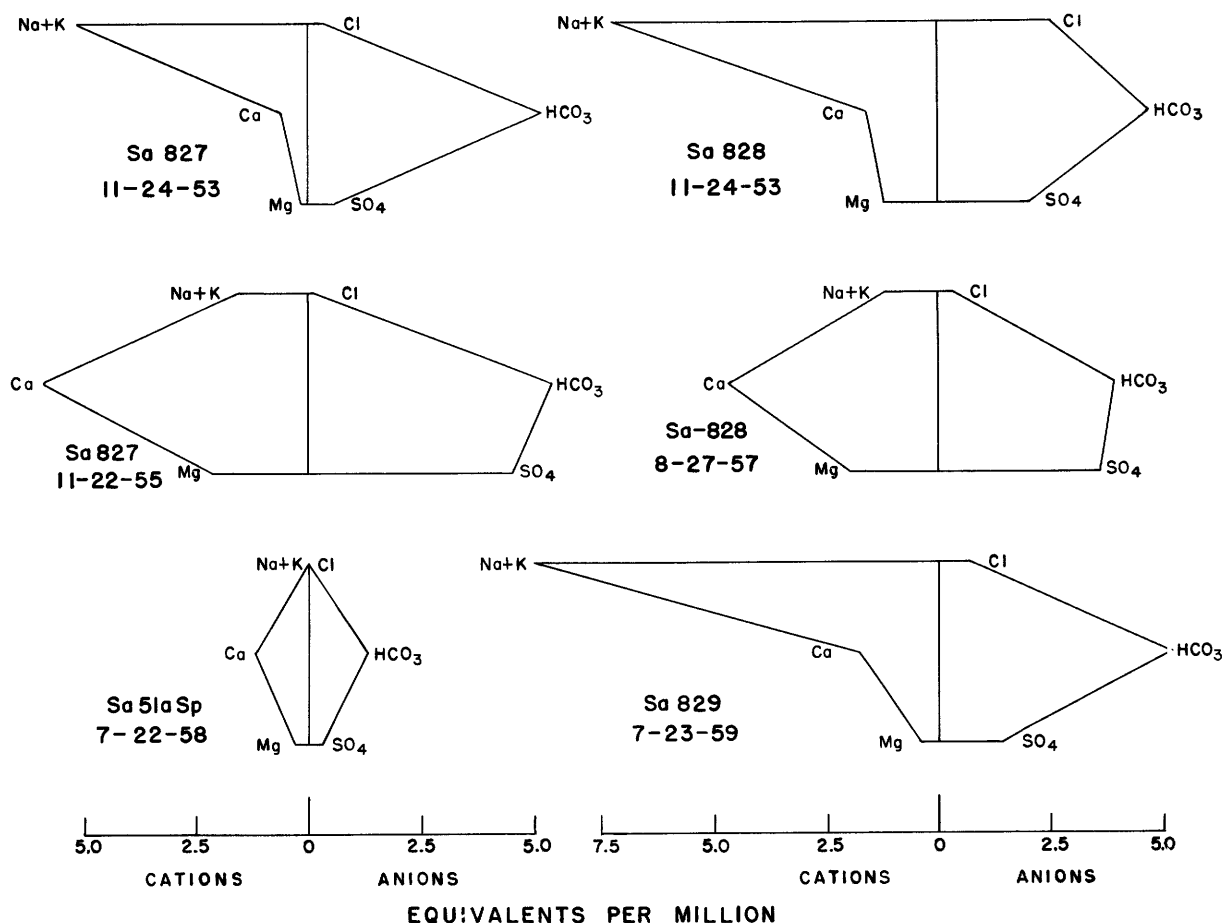 Na+K Cl
Ca HCO3
Sa 827
11-24-53
Mg SO4
Na+K Cl
Ca HCO3
Sa 828
11-24-53
Mg SO4
Na+K Cl
Ca HCO3
Sa 827
11-22-55
Mg SO4
Na+K Cl
Ca HCO3
Sa-828
8-27-57
Mg SO4
Na+K Cl
Ca HCO3
Sa 51a Sp
7-22-58
Mg SO4
Na+K Cl
Ca HCO3
Sa 829
7-23-59
Mg SO4
5.0 2.5 0 2.5 5.0
CATIONS ANIONS
7.5 5.0 2.5 0 2.5 5.0
CATIONS ANIONS
EQUIVALENTS PER MILLION